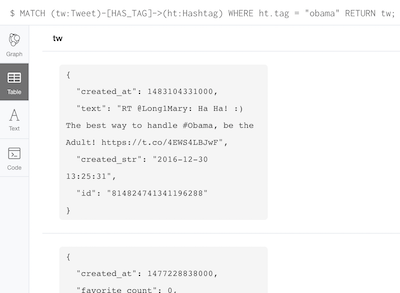 $ MATCH (tw:Tweet)-[HAS_TAG]->(ht:Hashtag) WHERE ht.tag = "obama" RETURN tw;
tw
Graph
Table
Text
Code
{
"created_at": 1483104331000,
"text": "RT @Long1Mary: Ha Ha! :)
The best way to handle #Obama, be the
Adult! https://t.co/4EWS4LBJwF",
"created_str": "2016-12-30
13:25:31",
"id": "814824741341196288"
}
{
"created_at": 1477228838000,
"favorite_count": 0,